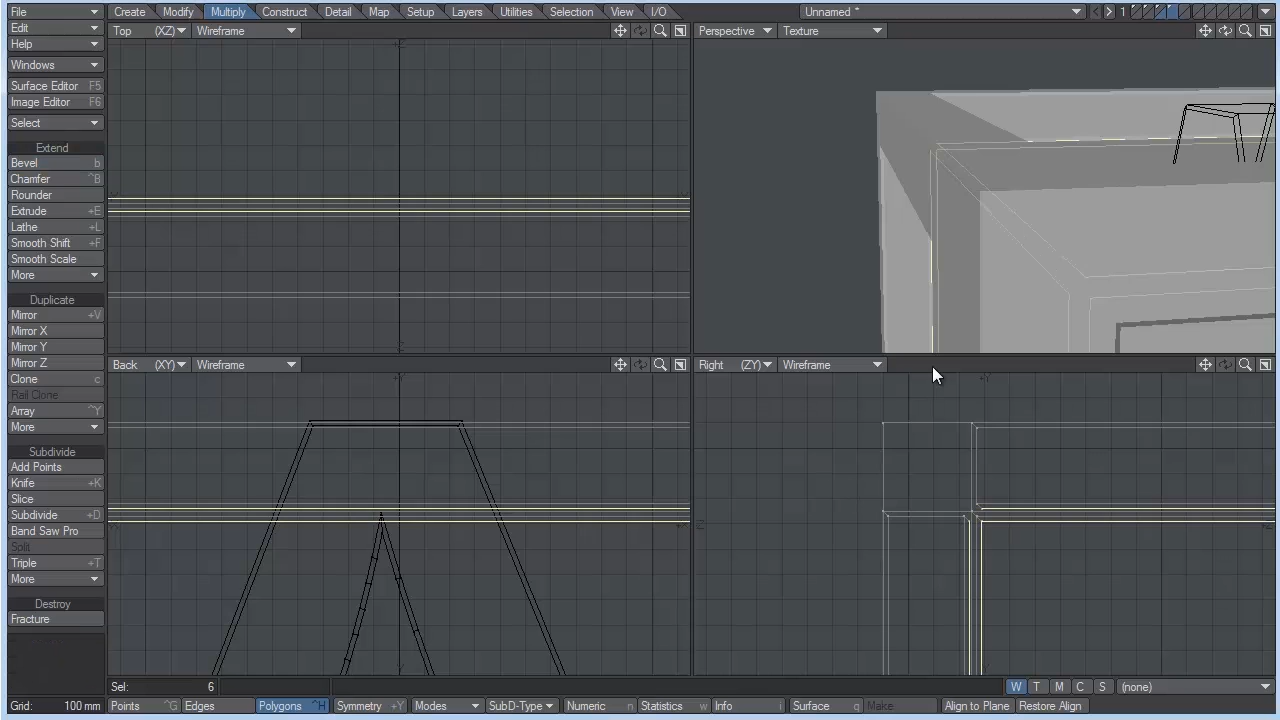 File Create Modify Multiply Construct Detail Map Setup Layers Utilities Selection View I/O Unnamed * 1
Edit Top (XZ) Wireframe Perspective Texture
Help
Windows
Surface Editor F5
Image Editor F6
Select
Extend
Bevel b
Chamfer ^B
Rounder
Extrude +E
Lathe +L
Smooth Shift +F
Smooth Scale
More
Duplicate
Mirror +V
Mirror X
Mirror Y
Mirror Z
Back (XY) Wireframe Right (ZY) Wireframe
Clone c
Rail Clone
Array ^Y
More
Subdivide
Add Points
Knife +K
Slice
Subdivide +D
Band Saw Pro
Split
Triple +T
More
Destroy
Fracture
Sel: 6 W T M C S (none)
Grid: 100 mm Points ^G Edges Polygons ^H Symmetry +Y Modes SubD-Type Numeric n Statistics w Info i Surface q Make Align to Plane Restore Align